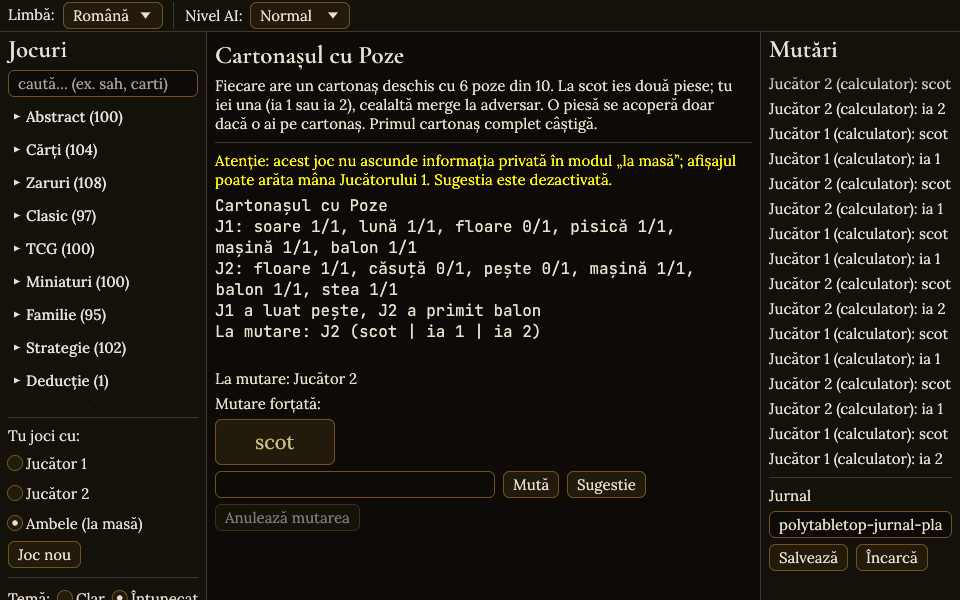 Limbă: Română ▼ Nivel AI: Normal ▼
Jocuri
caută... (ex. sah, carti)
▸ Abstract (100)
▸ Cărți (104)
▸ Zaruri (108)
▸ Clasic (97)
▸ TCG (100)
▸ Miniaturi (100)
▸ Familie (95)
▸ Strategie (102)
▸ Deducție (1)
Tu joci cu:
Jucător 1
Jucător 2
Ambele (la masă)
Joc nou
Temă: Clar Întunecat
Cartonașul cu Poze
Fiecare are un cartonaș deschis cu 6 poze din 10. La scot ies două piese; tu
iei una (ia 1 sau ia 2), cealaltă merge la adversar. O piesă se acoperă doar
dacă o ai pe cartonaș. Primul cartonaș complet câștigă.
Atenție: acest joc nu ascunde informația privată în modul „la masă”; afișajul
poate arăta mâna Jucătorului 1. Sugestia este dezactivată.
Cartonașul cu Poze
J1: soare 1/1, lună 1/1, floare 0/1, pisică 1/1,
mașină 1/1, balon 1/1
J2: floare 1/1, căsuță 0/1, pește 0/1, mașină 1/1,
balon 1/1, stea 1/1
J1 a luat pește, J2 a primit balon
La mutare: J2 (scot | ia 1 | ia 2)
La mutare: Jucător 2
Mutare forțată:
scot
Mută Sugestie
Anulează mutarea
Mutări
Jucător 2 (calculator): scot
Jucător 2 (calculator): ia 2
Jucător 1 (calculator): scot
Jucător 1 (calculator): ia 1
Jucător 2 (calculator): scot
Jucător 2 (calculator): ia 1
Jucător 1 (calculator): scot
Jucător 1 (calculator): ia 1
Jucător 2 (calculator): scot
Jucător 2 (calculator): ia 2
Jucător 1 (calculator): scot
Jucător 1 (calculator): ia 1
Jucător 2 (calculator): scot
Jucător 2 (calculator): ia 1
Jucător 1 (calculator): scot
Jucător 1 (calculator): ia 2
Jurnal
polytabletop-jurnal-pla
Salvează Încarcă